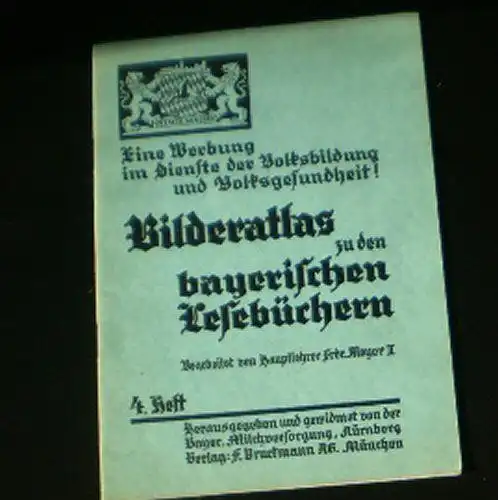 Eine Werbung
im Dienste der Volksbildung
und Volksgesundheit!
Bilderatlas
zu den
bayerischen
Lesebüchern
Bearbeitet von Hauptlehrer Frdr. Mayer I
4. Heft
Herausgegeben und gewidmet von der
Bayer. Milchversorgung, Nürnberg
Verlag: F. Bruckmann AG. München